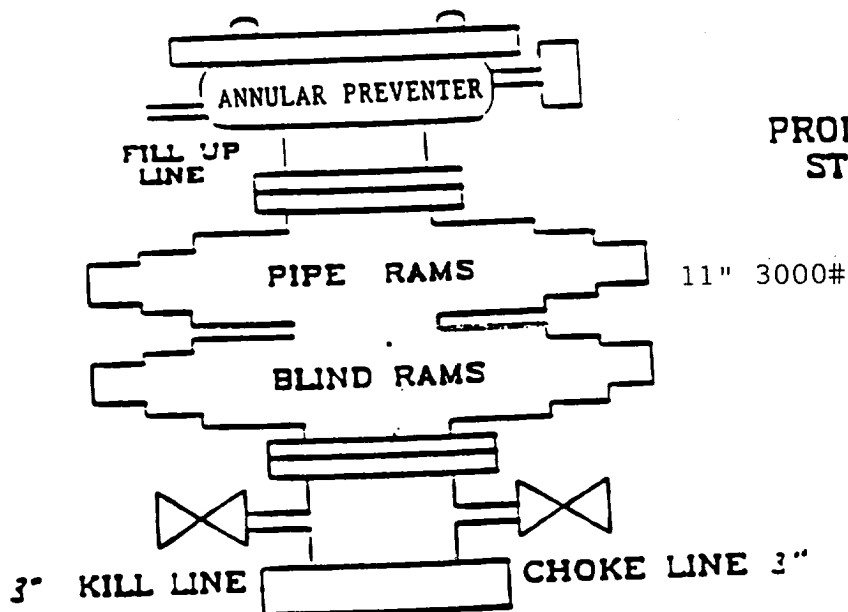 ANNULAR PREVENTER
FILL UP
LINE
PIPE RAMS
11" 3000#
BLIND RAMS
3" KILL LINE
CHOKE LINE 3"